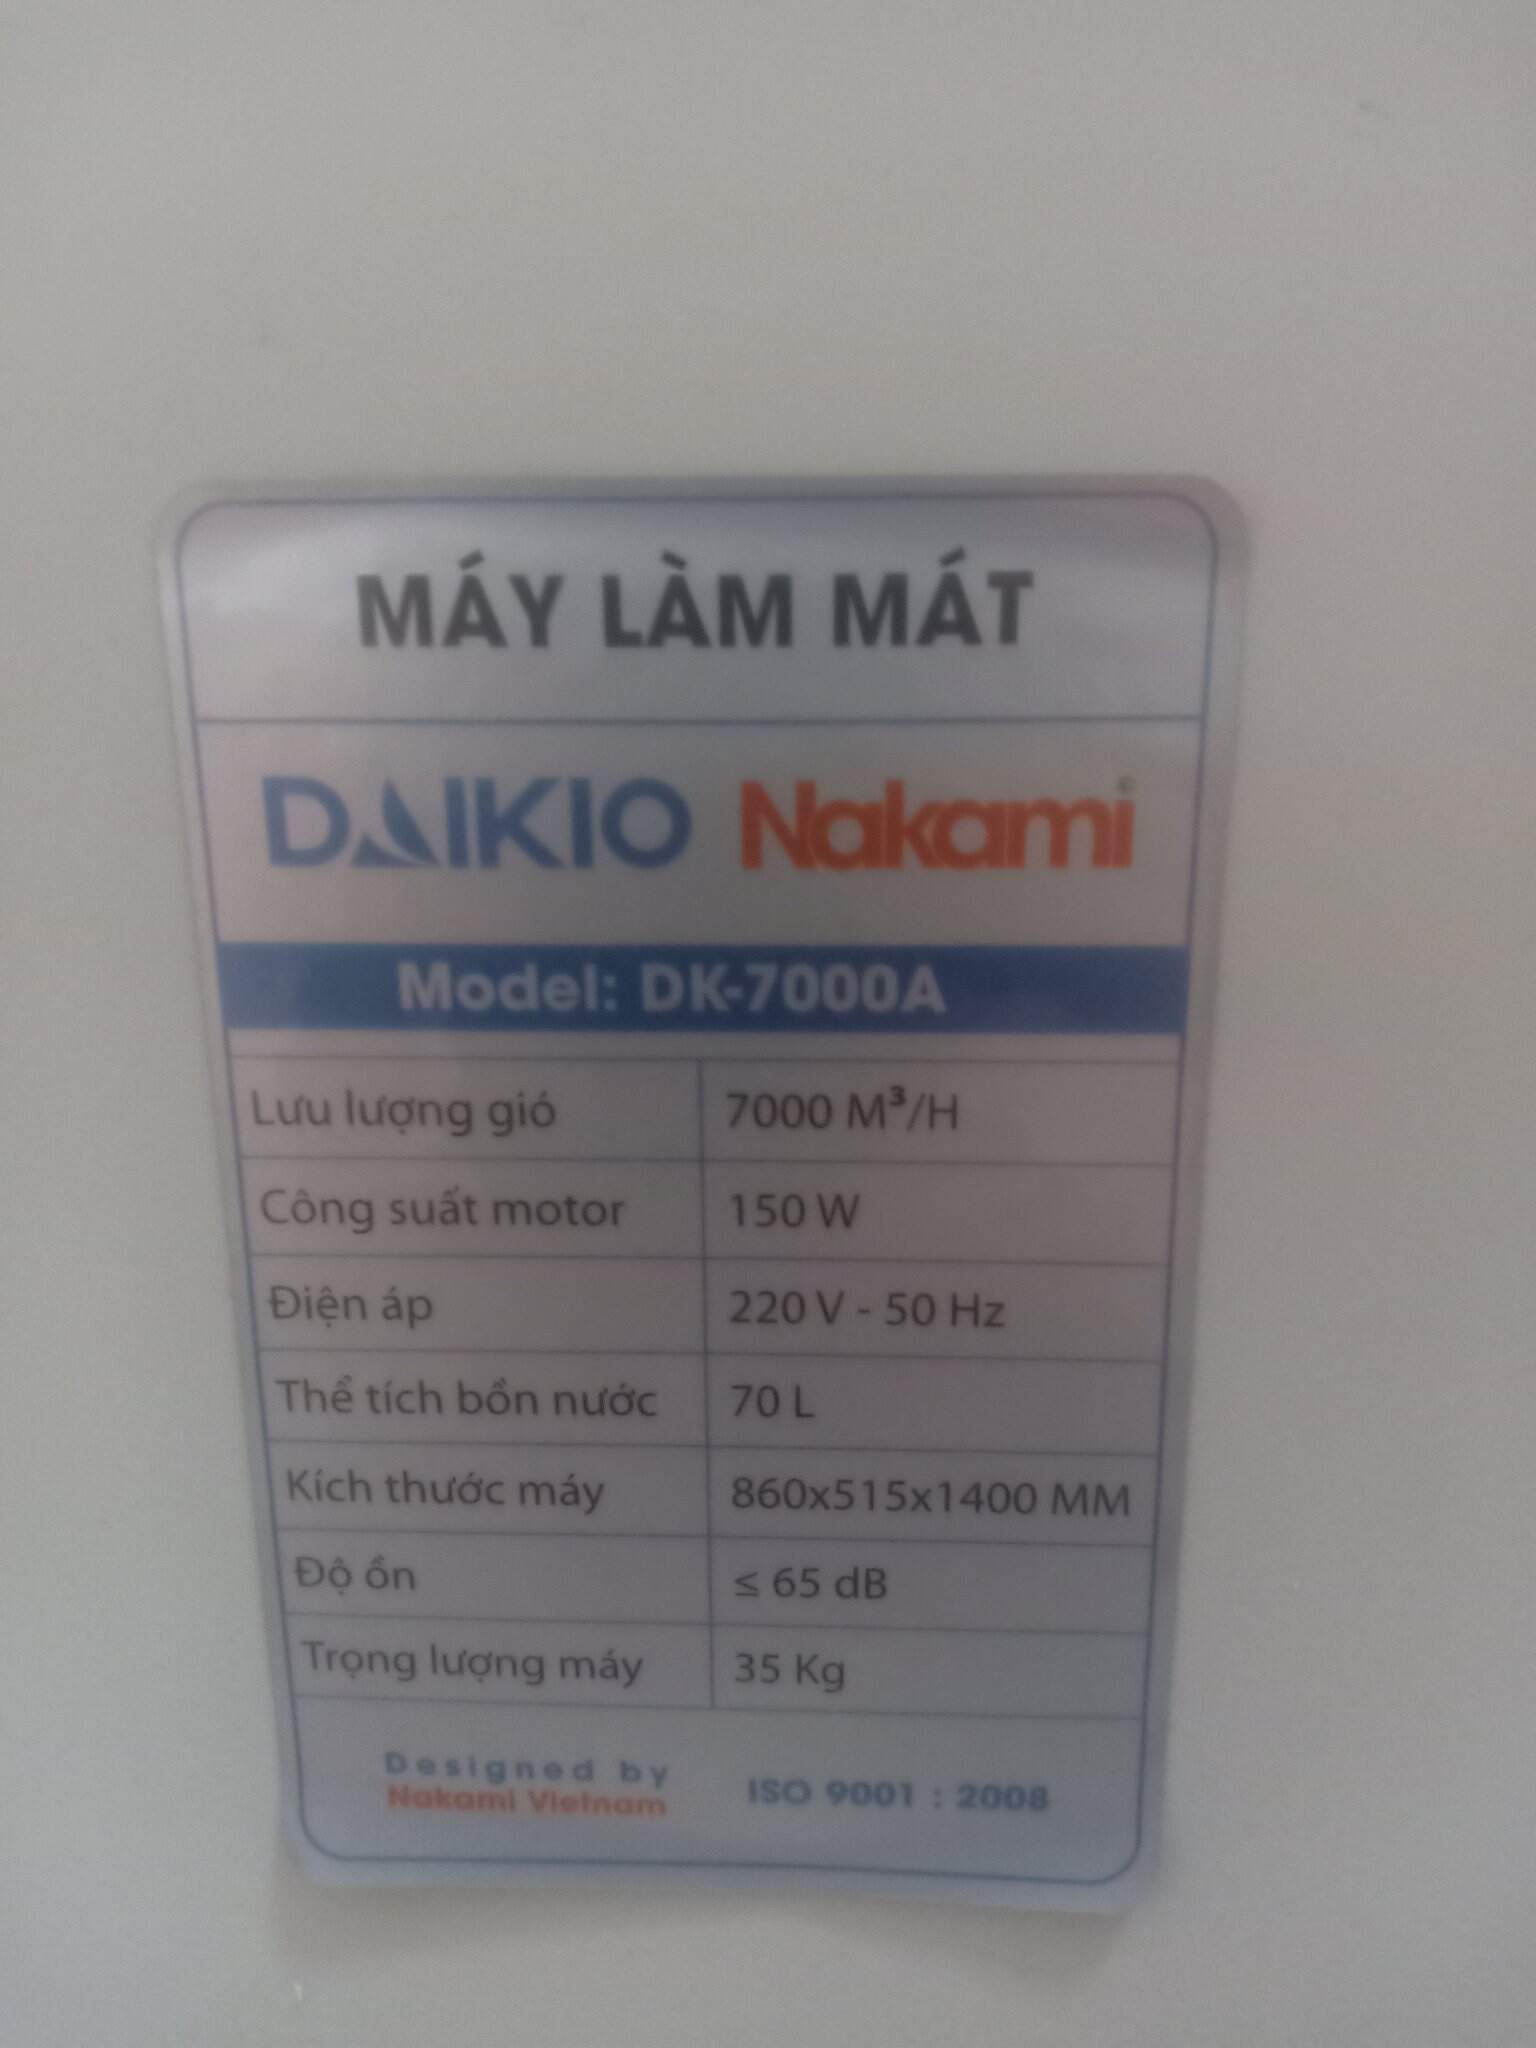 MÁY LÀM MÁT
DAIKIO Nakami
Model: DK-7000A
Lưu lượng gió 7000 M³/H
Công suất motor 150 W
Điện áp 220 V - 50 Hz
Thể tích bồn nước 70 L
Kích thước máy 860x515x1400 MM
Độ ồn ≤ 65 dB
Trọng lượng máy 35 Kg
Designed by
Nakami Vietnam
ISO 9001 : 2008